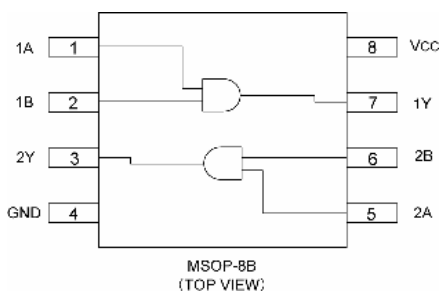 1A 1 8 VCC
1B 2 7 1Y
2Y 3 6 2B
GND 4 5 2A
MSOP-8B
(TOP VIEW)